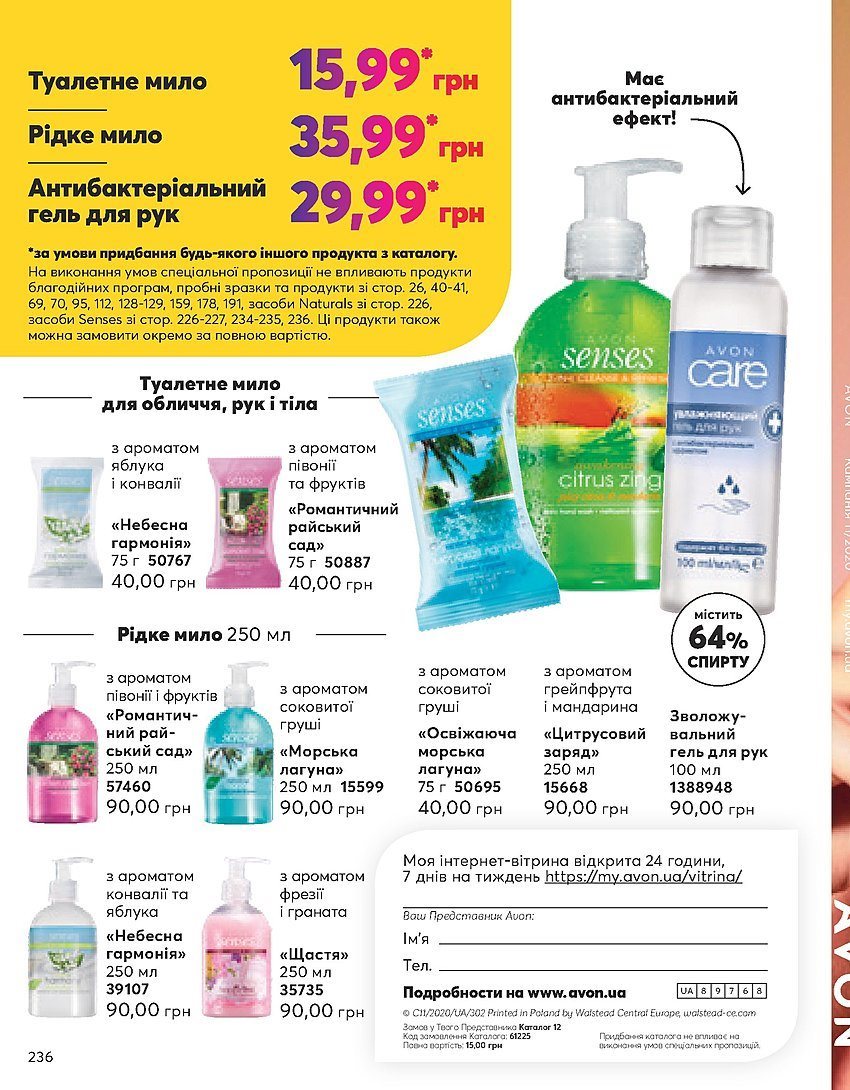 Туалетне мило 15,99* грн
Рідке мило 35,99* грн
Антибактеріальний
гель для рук 29,99* грн
*за умови придбання будь-якого іншого продукта з каталогу.
На виконання умов спеціальної пропозиції не впливають продукти
благодійних програм, пробні зразки та продукти зі стор. 26, 40-41,
69, 70, 95, 112, 128-129, 159, 178, 191, засоби Naturals зі стор. 226,
засоби Senses зі стор. 226-227, 234-235, 236. Ці продукти також
можна замовити окремо за повною вартістю.
Має
антибактеріальний
ефект!
senses
AVON
senses
citrus zing
AVON
care
увлажняющий
гель для рук
100 ml/мл/мл
містить
64%
СПИРТУ
Туалетне мило
для обличчя, рук і тіла
з ароматом
яблука
і конвалії
«Небесна
гармонія»
75 г 50767
40,00 грн
з ароматом
півонії
та фруктів
«Романтичний
райський
сад»
75 г 50887
40,00 грн
Рідке мило 250 мл
з ароматом
півонії і фруктів
«Романтич-
ний рай-
ський сад»
250 мл
57460
90,00 грн
з ароматом
соковитої
груші
«Морська
лагуна»
250 мл 15599
90,00 грн
з ароматом
соковитої
груші
«Освіжаюча
морська
лагуна»
75 г 50695
40,00 грн
з ароматом
грейпфрута
і мандарина
«Цитрусовий
заряд»
250 мл
15668
90,00 грн
Зволожу-
вальний
гель для рук
100 мл
1388948
90,00 грн
з ароматом
конвалії та
яблука
«Небесна
гармонія»
250 мл
39107
90,00 грн
з ароматом
фрезії
і граната
«Щастя»
250 мл
35735
90,00 грн
Моя інтернет-вітрина відкрита 24 години,
7 днів на тиждень https://my.avon.ua/vitrina/
Ваш Представник Avon:
Ім'я
Тел.
Подробности на www.avon.ua
UA 8 9 7 6 8
© C11/2020/UA/302 Printed in Poland by Walstead Central Europe, walstead-ce.com
Замов у Твого Представника Каталог 12
Код замовлення Каталога: 61225
Повна вартість: 15,00 грн
Придбання каталога не впливає на
виконання умов спеціальних пропозицій.
236
AVON